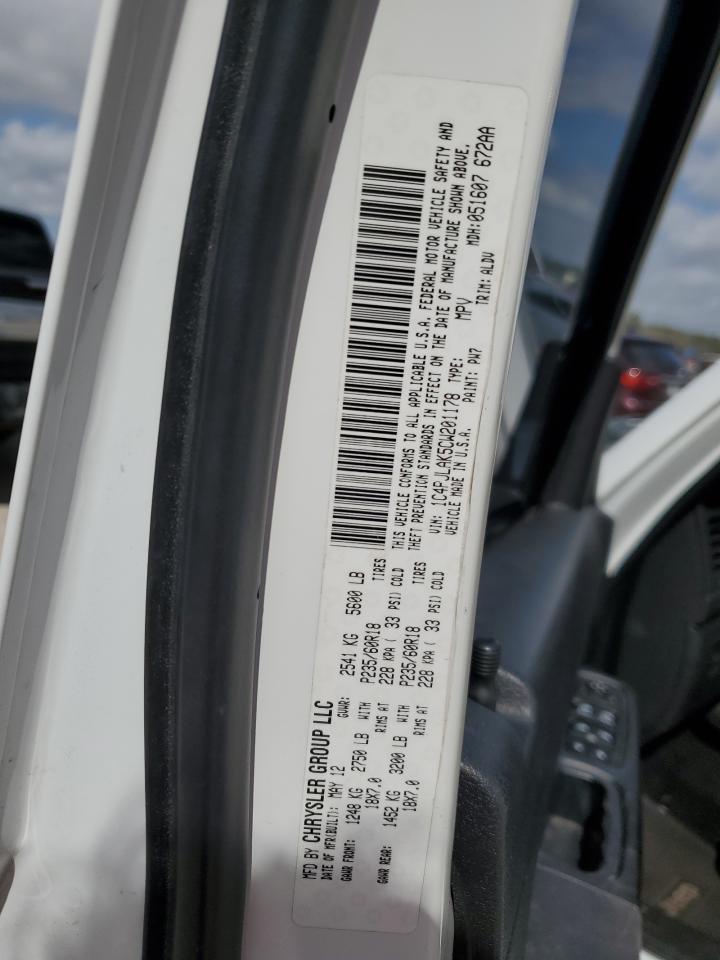 MFD BY CHRYSLER GROUP LLC
DATE OF MFR(BUILT): MAY 12 GVWR: 2541 KG 5600 LB
GAWR FRONT: 1248 KG 2750 LB WITH P235/60R18 TIRES
18X7.0 RIMS AT 228 KPA ( 33 PSI) COLD
GAWR REAR: 1452 KG 3200 LB WITH P235/60R18 TIRES
18X7.0 RIMS AT 228 KPA ( 33 PSI) COLD
THIS VEHICLE CONFORMS TO ALL APPLICABLE U.S.A. FEDERAL MOTOR VEHICLE SAFETY AND
THEFT PREVENTION STANDARDS IN EFFECT ON THE DATE OF MANUFACTURE SHOWN ABOVE.
VIN: 1C4PJLAK5CW201178 TYPE: MPV MDH: 051607 672AA
VEHICLE MADE IN U.S.A. PAINT: PW7 TRIM: ALDV